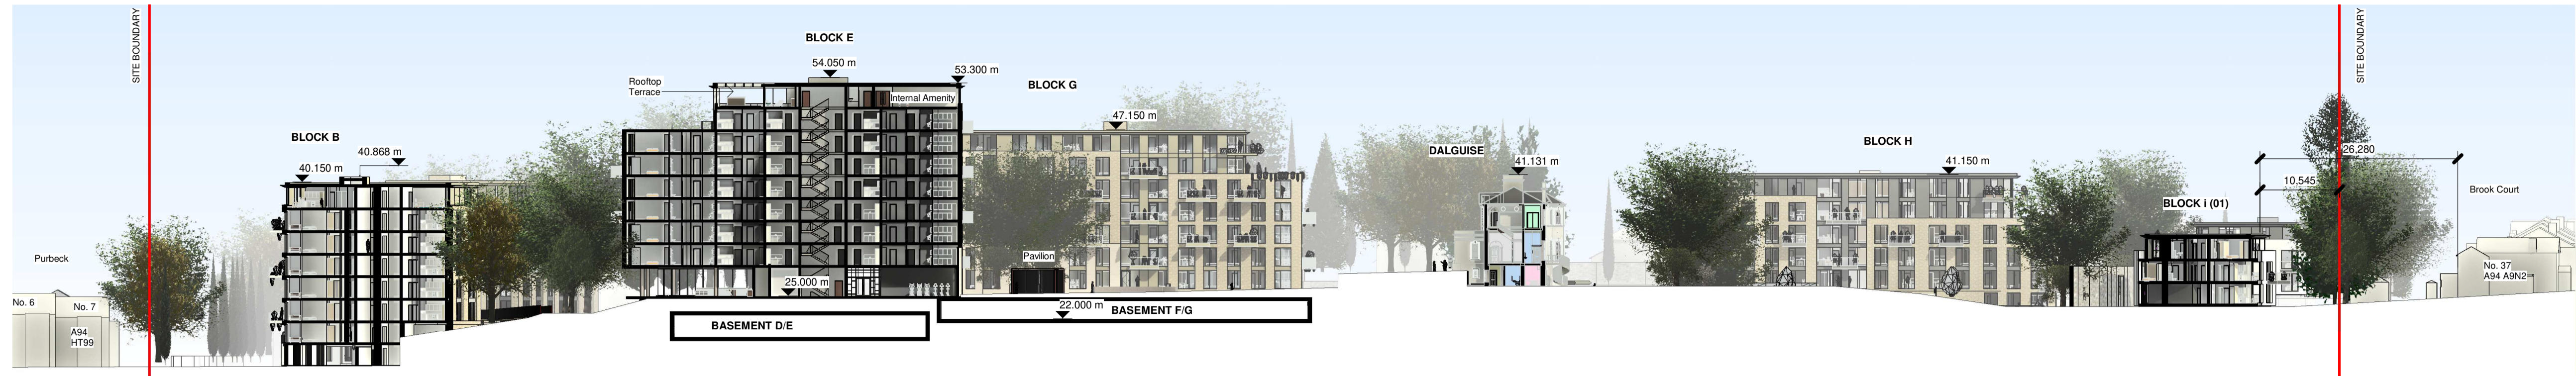 SITE BOUNDARY
Purbeck
No. 6
No. 7
A94
HT99
BLOCK B
40.868 m
40.150 m
BLOCK E
54.050 m
53.300 m
Rooftop
Terrace
Internal Amenity
25.000 m
BASEMENT D/E
BLOCK G
47.150 m
Pavilion
22.000 m
BASEMENT F/G
DALGUISE
41.131 m
BLOCK H
41.150 m
BLOCK i (01)
SITE BOUNDARY
26,280
10,545
Brook Court
No. 37
A94 A9N2